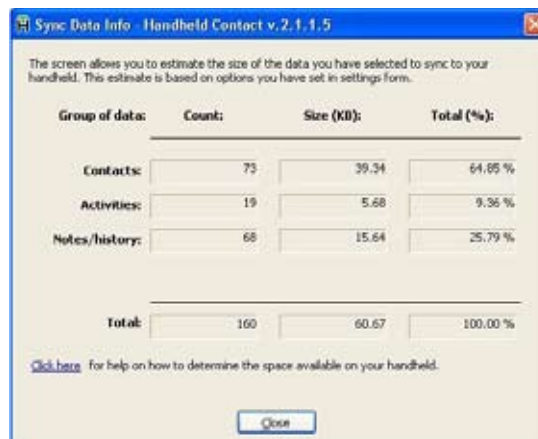 Sync Data Info - Handheld Contact v.2.1.1.5
The screen allows you to estimate the size of the data you have selected to sync to your
handheld. This estimate is based on options you have set in settings form.
Group of data: Count: Size (KB): Total (%):
Contacts: 73 39.34 64.85 %
Activities: 19 5.68 9.36 %
Notes/history: 68 15.64 25.79 %
Total: 160 60.67 100.00 %
Click here for help on how to determine the space available on your handheld.
Close